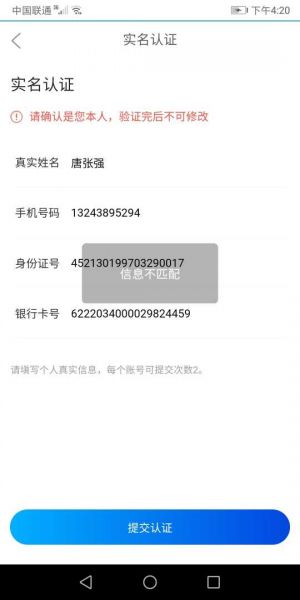 中国联通 下午4:20
实名认证
实名认证
请确认是您本人，验证完后不可修改
真实姓名 唐张强
手机号码 13243895294
身份证号 452130199703290017
信息不匹配
银行卡号 6222034000029824459
请填写个人真实信息，每个账号可提交次数2。
提交认证